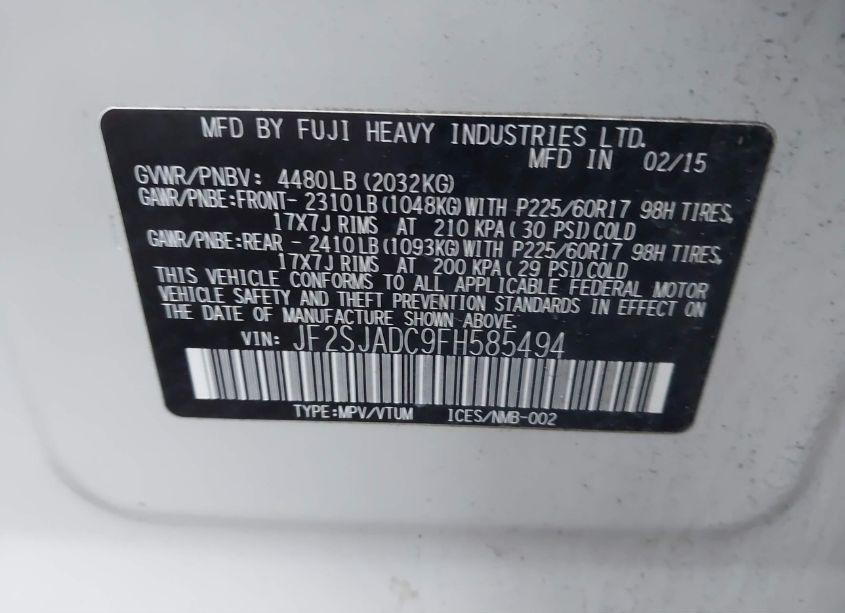 MFD BY FUJI HEAVY INDUSTRIES LTD.
MFD IN 02/15
GVWR/PNBV: 4480LB(2032KG)
GAWR/PNBE:FRONT- 2310LB(1048KG)WITH P225/60R17 98H TIRES,
17X7J RIMS AT 210 KPA( 30 PSI)COLD
GAWR/PNBE:REAR - 2410LB(1093KG)WITH P225/60R17 98H TIRES,
17X7J RIMS AT 200 KPA( 29 PSI)COLD
THIS VEHICLE CONFORMS TO ALL APPLICABLE FEDERAL MOTOR
VEHICLE SAFETY AND THEFT PREVENTION STANDARDS IN EFFECT ON
THE DATE OF MANUFACTURE SHOWN ABOVE.
VIN: JF2SJADC9FH585494
TYPE:MPV/VTUM ICES/NMB-002